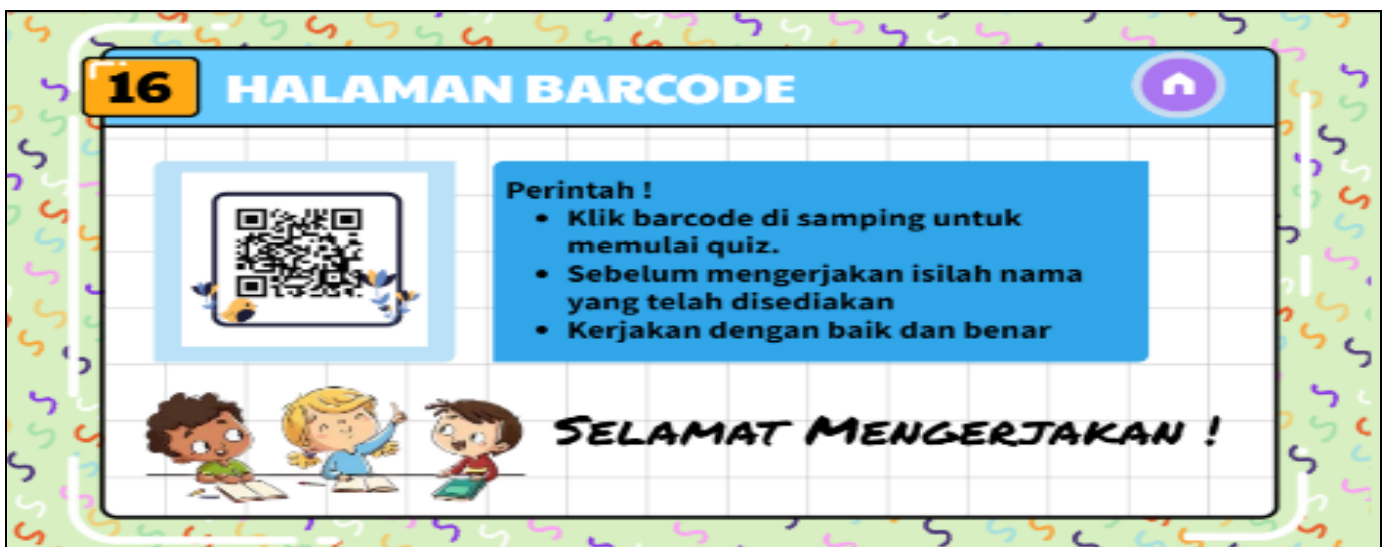 16 HALAMAN BARCODE
Perintah !
• Klik barcode di samping untuk
memulai quiz.
• Sebelum mengerjakan isilah nama
yang telah disediakan
• Kerjakan dengan baik dan benar
SELAMAT MENGERJAKAN !